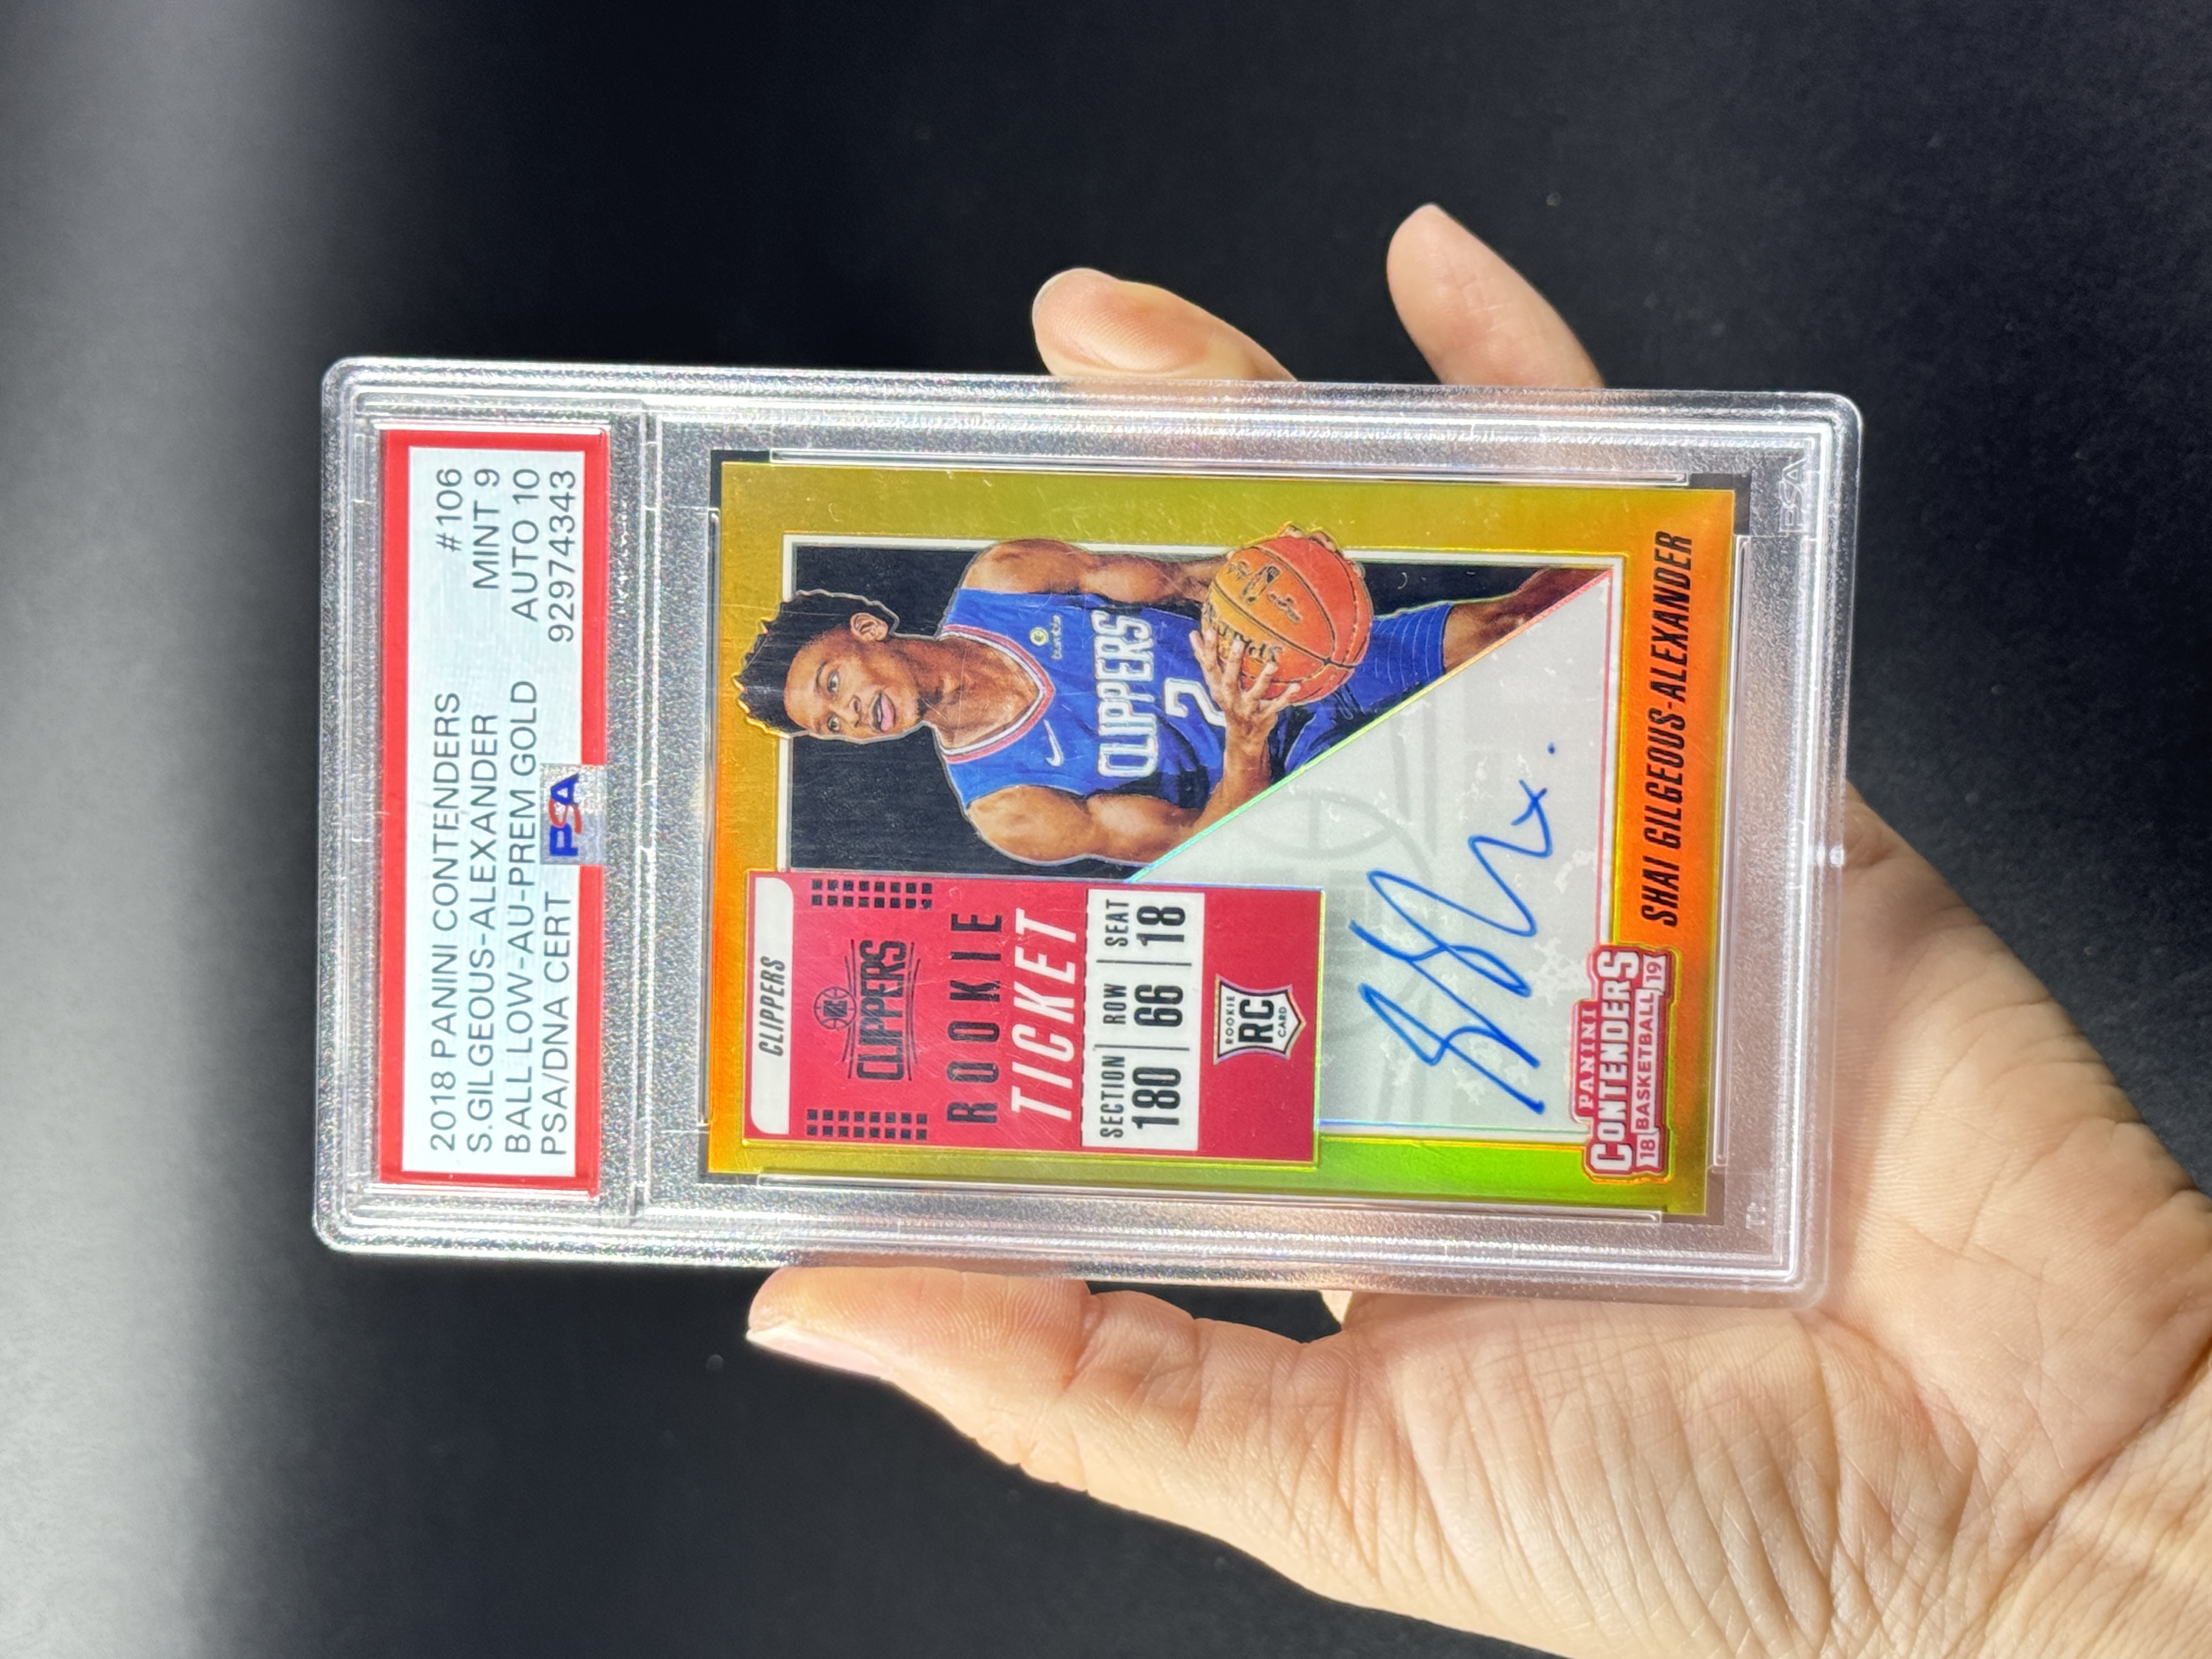 2018 PANINI CONTENDERS #106
S.GILGEOUS-ALEXANDER MINT 9
BALL LOW-AU-PREM GOLD AUTO 10
PSA/DNA CERT PSA 92974343
CLIPPERS
CLIPPERS
ROOKIE
TICKET
SECTION ROW SEAT
180 66 18
ROOKIE
RC
CARD
bumble
CLIPPERS
2
PANINI
CONTENDERS
18 BASKETBALL 19
SHAI GILGEOUS-ALEXANDER
PSA